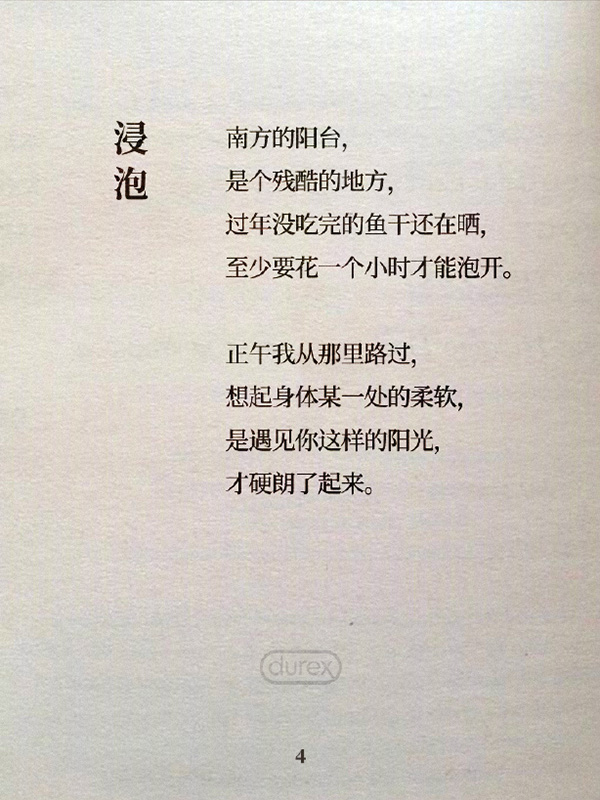 浸泡
南方的阳台，
是个残酷的地方，
过年没吃完的鱼干还在晒，
至少要花一个小时才能泡开。
正午我从那里路过，
想起身体某一处的柔软，
是遇见你这样的阳光，
才硬朗了起来。
durex
4